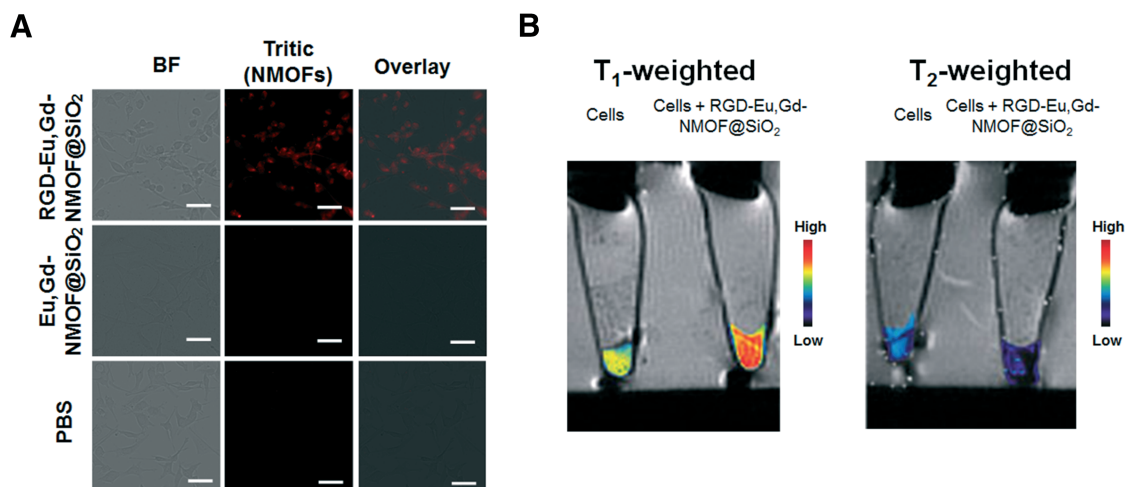 A
BF
Tritic
(NMOFs)
Overlay
RGD-Eu,Gd-
NMOF@SiO₂
Eu,Gd-
NMOF@SiO₂
PBS
B
T₁-weighted
Cells
Cells + RGD-Eu,Gd-
NMOF@SiO₂
High
Low
T₂-weighted
Cells
Cells + RGD-Eu,Gd-
NMOF@SiO₂
High
Low